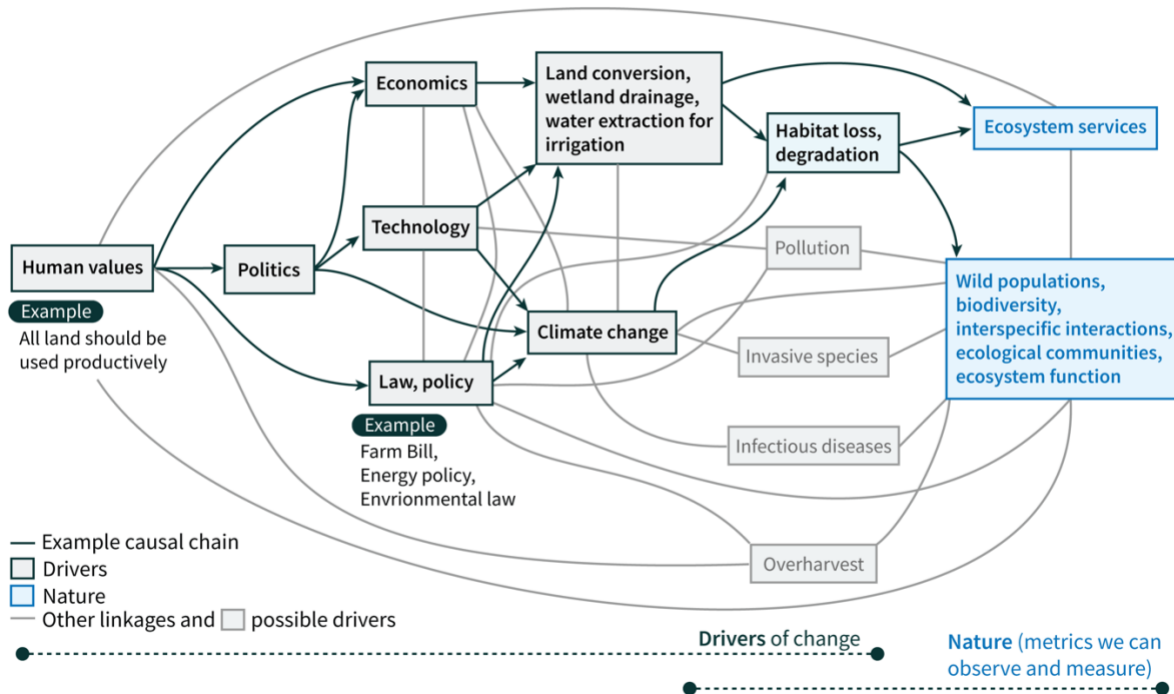 Economics
Land conversion,
wetland drainage,
water extraction for
irrigation
Habitat loss,
degradation
Ecosystem services
Technology
Pollution
Human values
Politics
Example
All land should be
used productively
Climate change
Wild populations,
biodiversity,
interspecific interactions,
ecological communities,
ecosystem function
Invasive species
Law, policy
Example
Farm Bill,
Energy policy,
Envrionmental law
Infectious diseases
Overharvest
Example causal chain
Drivers
Nature
Other linkages and possible drivers
Drivers of change
Nature (metrics we can
observe and measure)